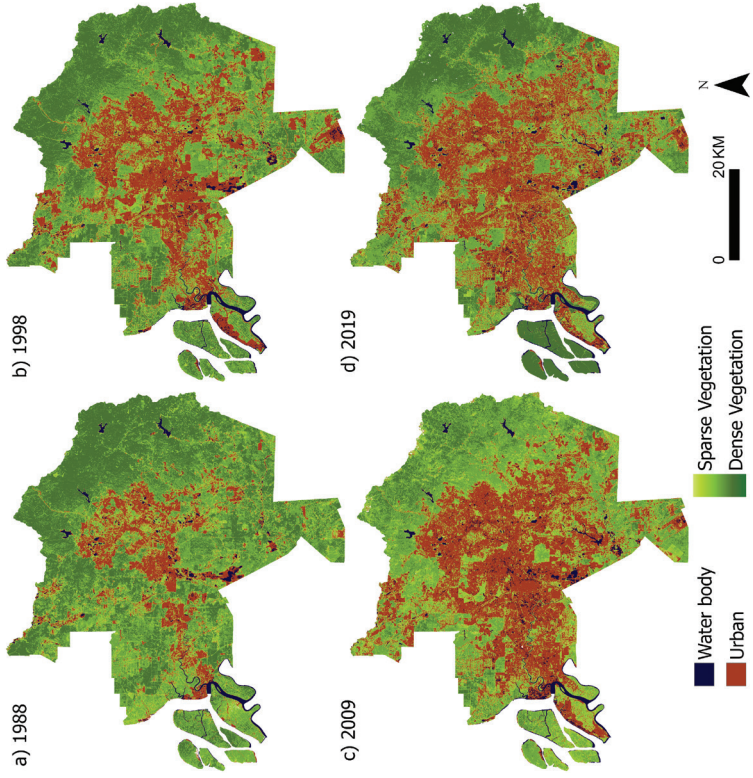 a) 1988
b) 1998
c) 2009
d) 2019
Water body
Urban
Sparse Vegetation
Dense Vegetation
0
20 KM
N